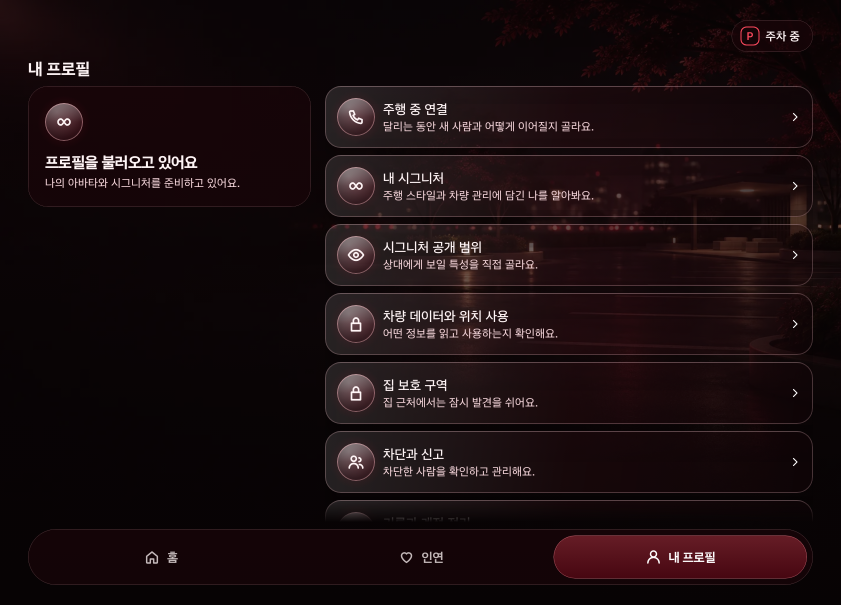 P 주차 중
내 프로필
프로필을 불러오고 있어요
나의 아바타와 시그니처를 준비하고 있어요.
주행 중 연결
달리는 동안 새 사람과 어떻게 이어질지 골라요.
내 시그니처
주행 스타일과 차량 관리에 담긴 나를 알아봐요.
시그니처 공개 범위
상대에게 보일 특성을 직접 골라요.
차량 데이터와 위치 사용
어떤 정보를 읽고 사용하는지 확인해요.
집 보호 구역
집 근처에서는 잠시 발견을 쉬어요.
차단과 신고
차단한 사람을 확인하고 관리해요.
홈
인연
내 프로필